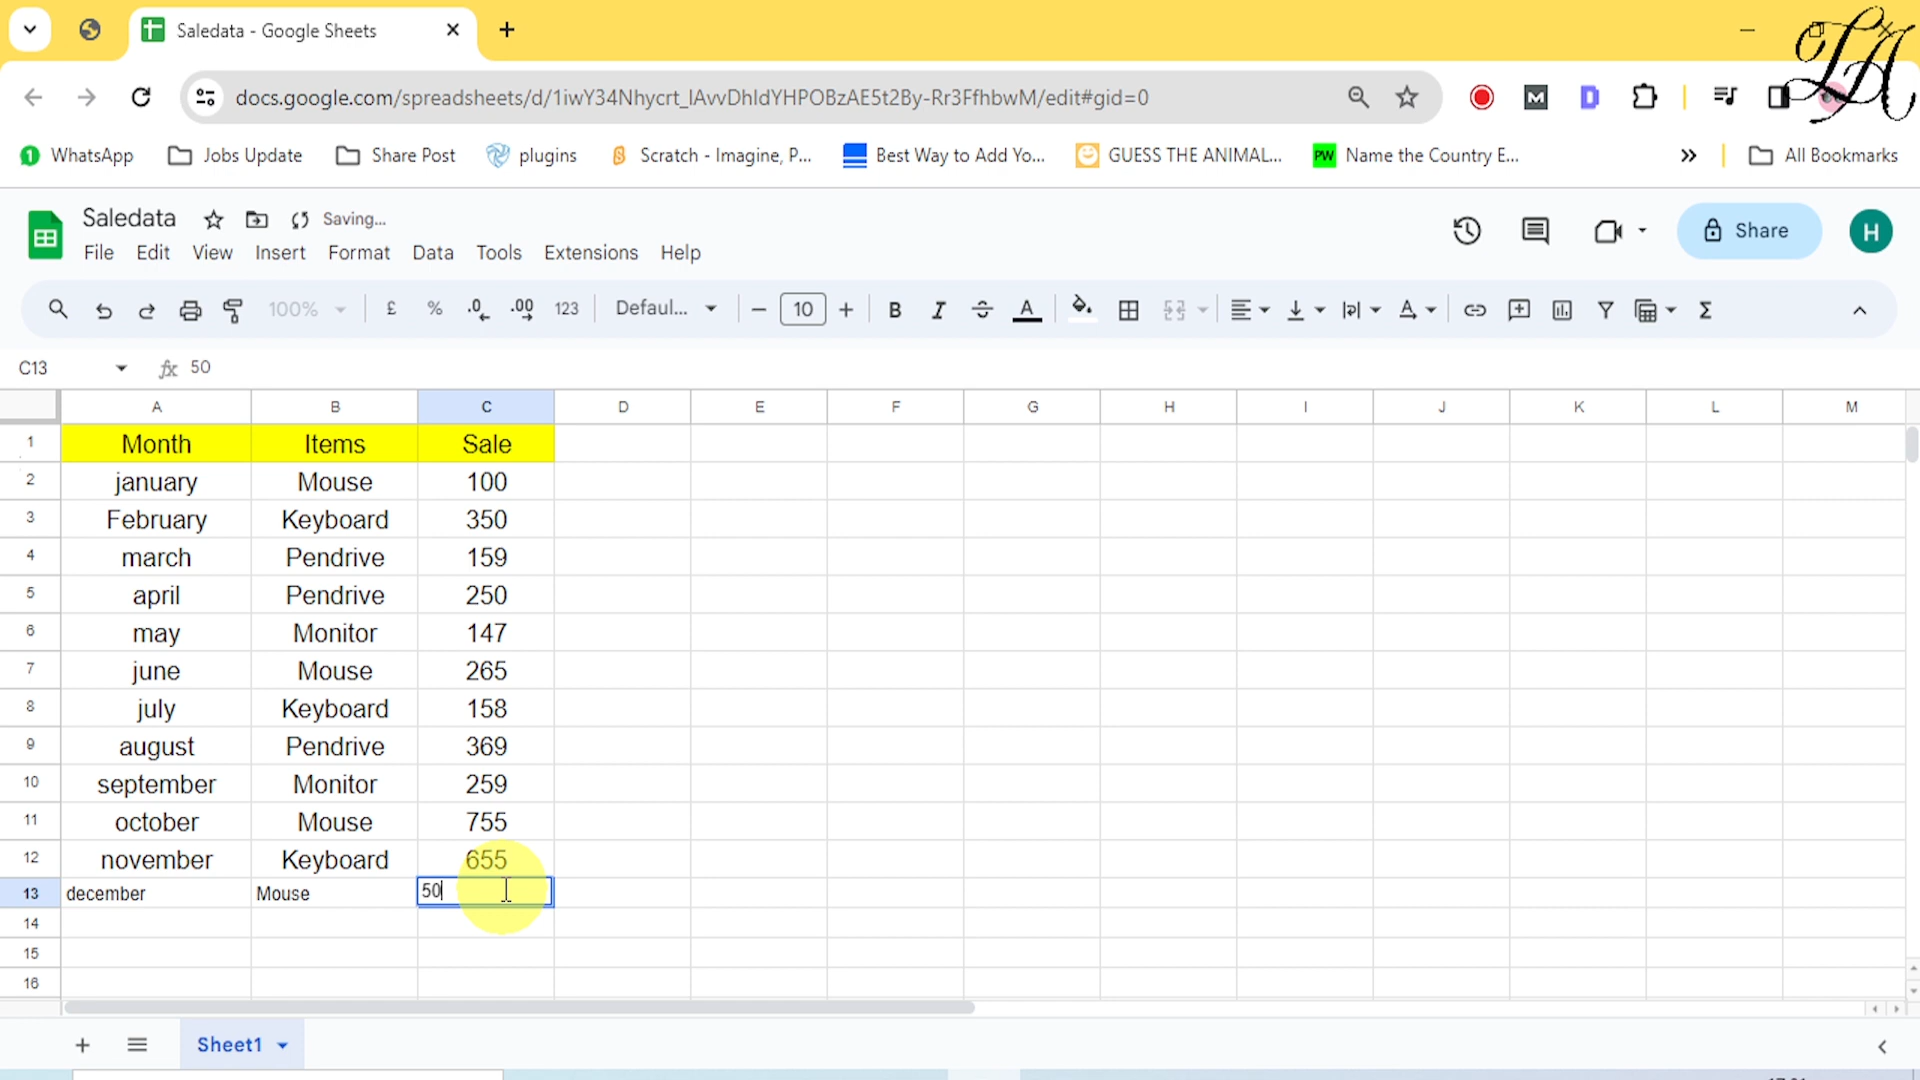 Saledata - Google Sheets
LA
docs.google.com/spreadsheets/d/1iwY34Nhycrt_lAvvDhIdYHPOBzAE5t2By-Rr3FfhbwM/edit#gid=0
M D
1 WhatsApp Jobs Update Share Post plugins Scratch - Imagine, P... Best Way to Add Yo... GUESS THE ANIMAL... PW Name the Country E... All Bookmarks
Saledata Saving...
Share H
File Edit View Insert Format Data Tools Extensions Help
100% £ % .0 .00 123 Defaul... 10 B I A Σ
C13 fx 50
A B C D E F G H I J K L M
1 Month Items Sale
2 january Mouse 100
3 February Keyboard 350
4 march Pendrive 159
5 april Pendrive 250
6 may Monitor 147
7 june Mouse 265
8 july Keyboard 158
9 august Pendrive 369
10 september Monitor 259
11 october Mouse 755
12 november Keyboard 655
13 december Mouse 50
14
15
16
Sheet1